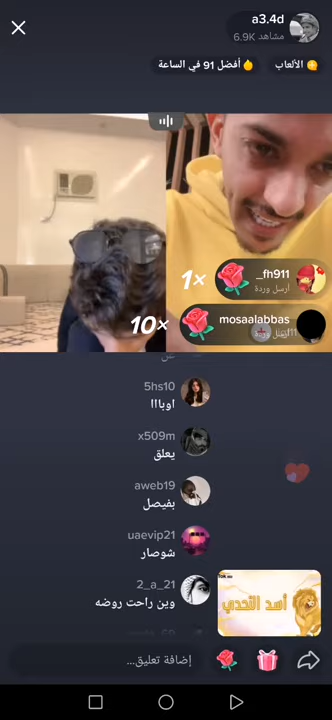 a3.4d
مشاهد 6.9K
الألعاب
أفضل 91 في الساعة
_fh911
أرسل وردة
1×
mosaalabbas
10×
5hs10
اوبااا
x509m
يعلق
aweb19
بفيصل
uaevip21
شوصار
2_a_21
وين راحت روضه
أسد التحدي
إضافة تعليق...